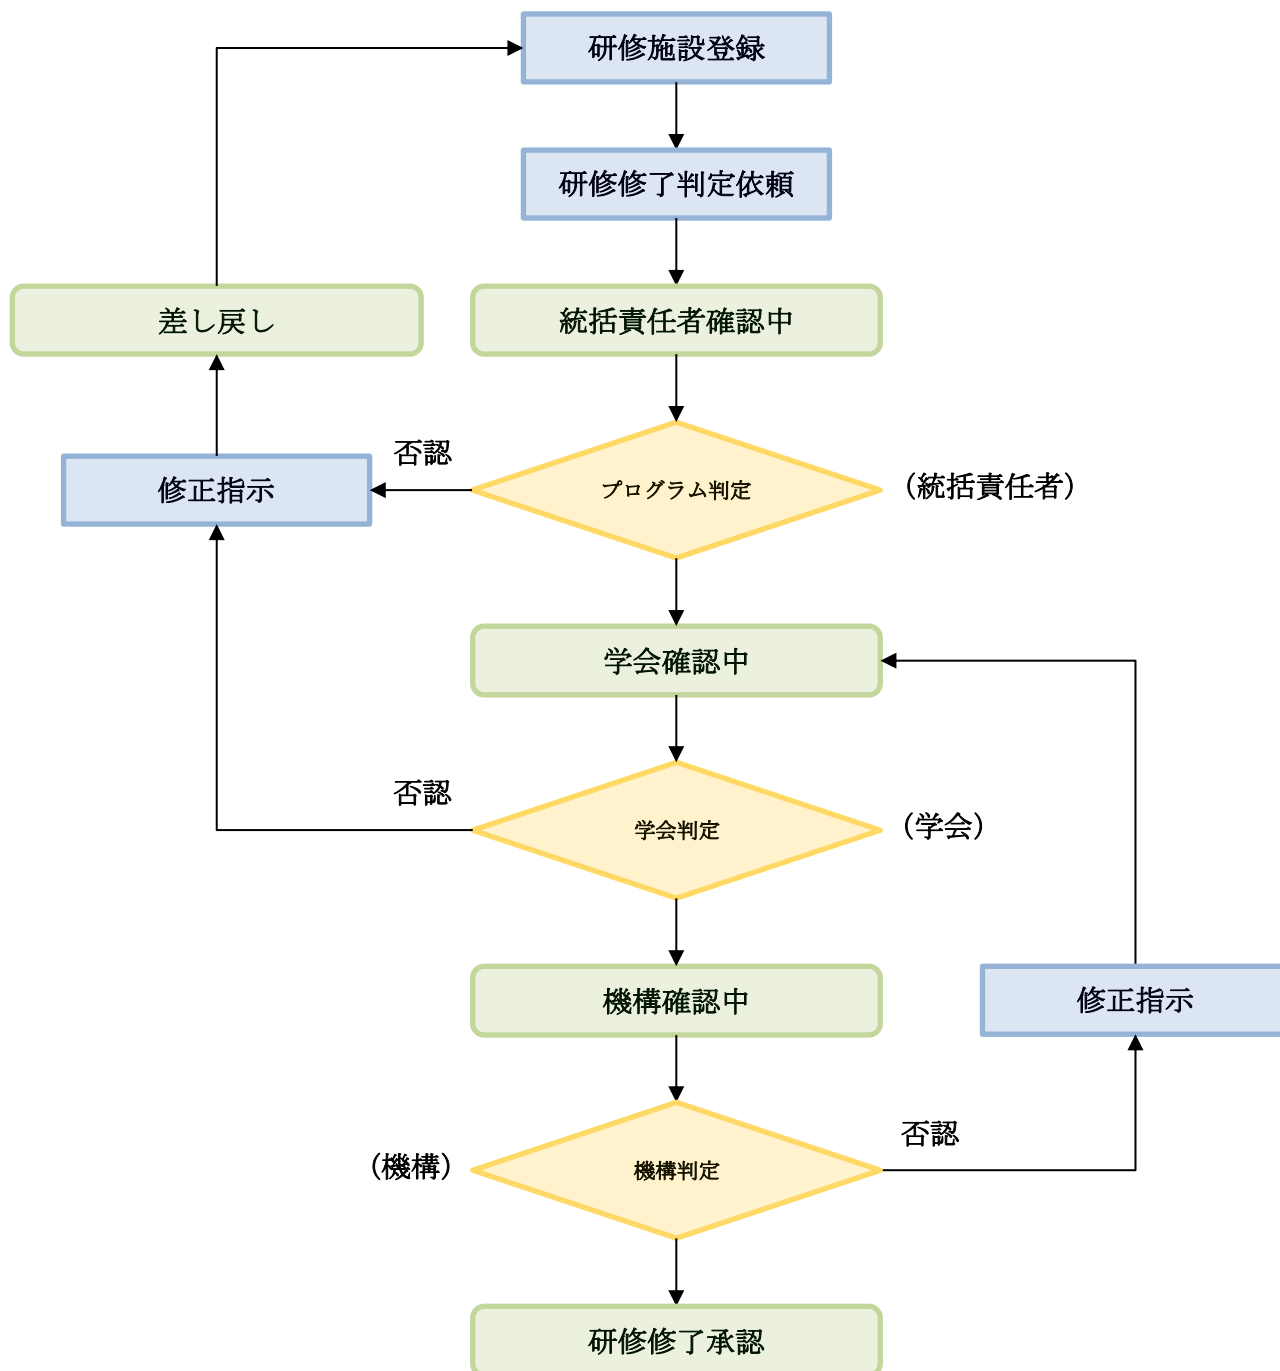 研修施設登録
研修修了判定依頼
差し戻し
統括責任者確認中
否認
修正指示
プログラム判定
（統括責任者）
学会確認中
否認
学会判定
（学会）
機構確認中
修正指示
否認
（機構）
機構判定
研修修了承認